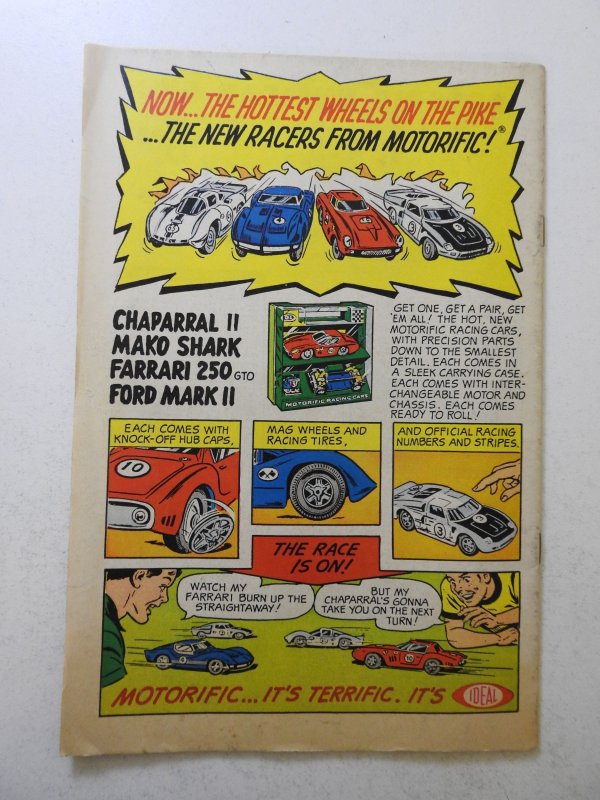 NOW...THE HOTTEST WHEELS ON THE PIKE
...THE NEW RACERS FROM MOTORIFIC!®
CHAPARRAL II
MAKO SHARK
FARRARI 250 GTO
FORD MARK II
MOTORIFIC RACING CARS
GET ONE, GET A PAIR, GET
'EM ALL! THE HOT, NEW
MOTORIFIC RACING CARS,
WITH PRECISION PARTS
DOWN TO THE SMALLEST
DETAIL. EACH COMES IN
A SLEEK CARRYING CASE.
EACH COMES WITH INTER-
CHANGEABLE MOTOR AND
CHASSIS. EACH COMES
READY TO ROLL!
EACH COMES WITH
KNOCK-OFF HUB CAPS,
10
MAG WHEELS AND
RACING TIRES,
AND OFFICIAL RACING
NUMBERS AND STRIPES.
3
THE RACE
IS ON!
WATCH MY
FARRARI BURN UP THE
STRAIGHTAWAY!
BUT MY
CHAPARRAL'S GONNA
TAKE YOU ON THE NEXT
TURN!
10
MOTORIFIC... IT'S TERRIFIC. IT'S
IDEAL